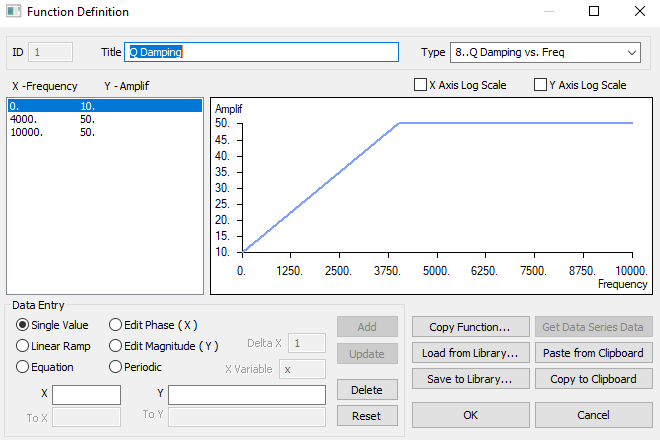 Function Definition
ID 1 Title Q Damping Type 8..Q Damping vs. Freq
X -Frequency Y - Amplif X Axis Log Scale Y Axis Log Scale
0. 10.
4000. 50.
10000. 50.
Amplif
50.
45.
40.
35.
30.
25.
20.
15.
10.
0. 1250. 2500. 3750. 5000. 6250. 7500. 8750. 10000.
Frequency
Data Entry
Single Value Edit Phase ( X ) Add
Linear Ramp Edit Magnitude ( Y ) Delta X 1 Update
Equation Periodic X Variable x
X Y Delete
To X To Y Reset
Copy Function... Get Data Series Data
Load from Library... Paste from Clipboard
Save to Library... Copy to Clipboard
OK Cancel